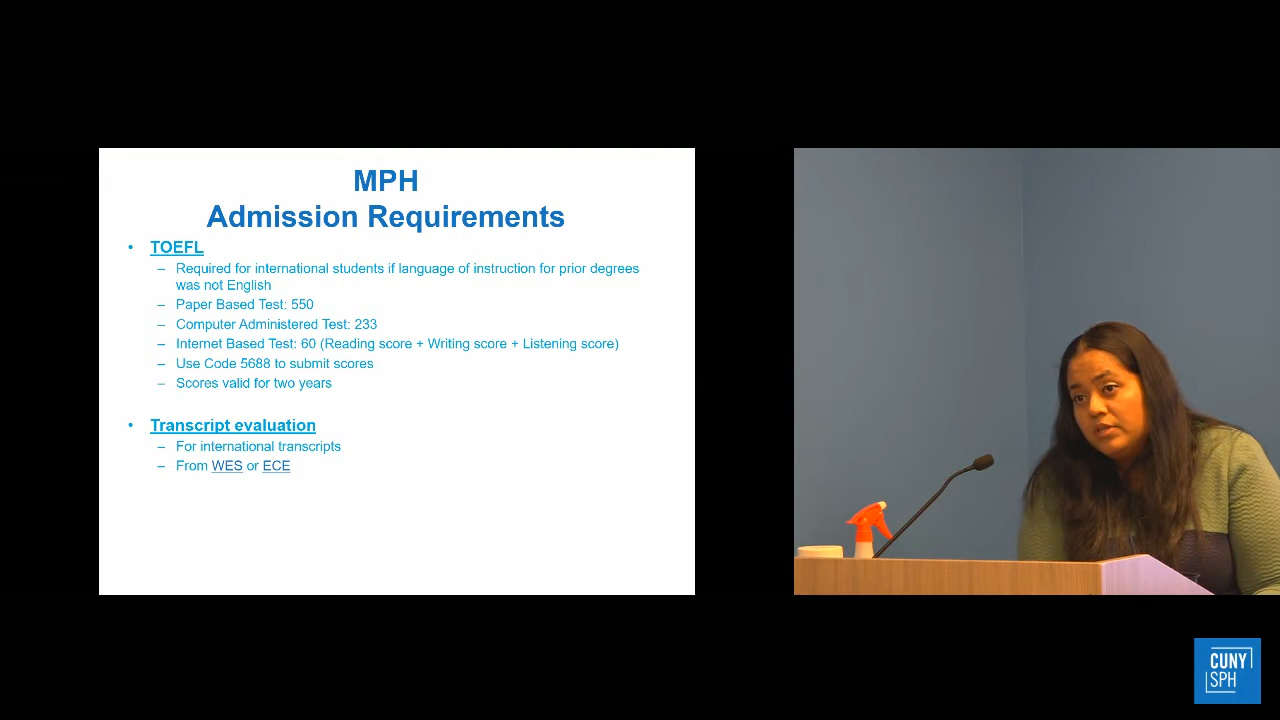 MPH
Admission Requirements
• TOEFL
– Required for international students if language of instruction for prior degrees
was not English
– Paper Based Test: 550
– Computer Administered Test: 233
– Internet Based Test: 60 (Reading score + Writing score + Listening score)
– Use Code 5688 to submit scores
– Scores valid for two years
• Transcript evaluation
– For international transcripts
– From WES or ECE
CUNY
SPH